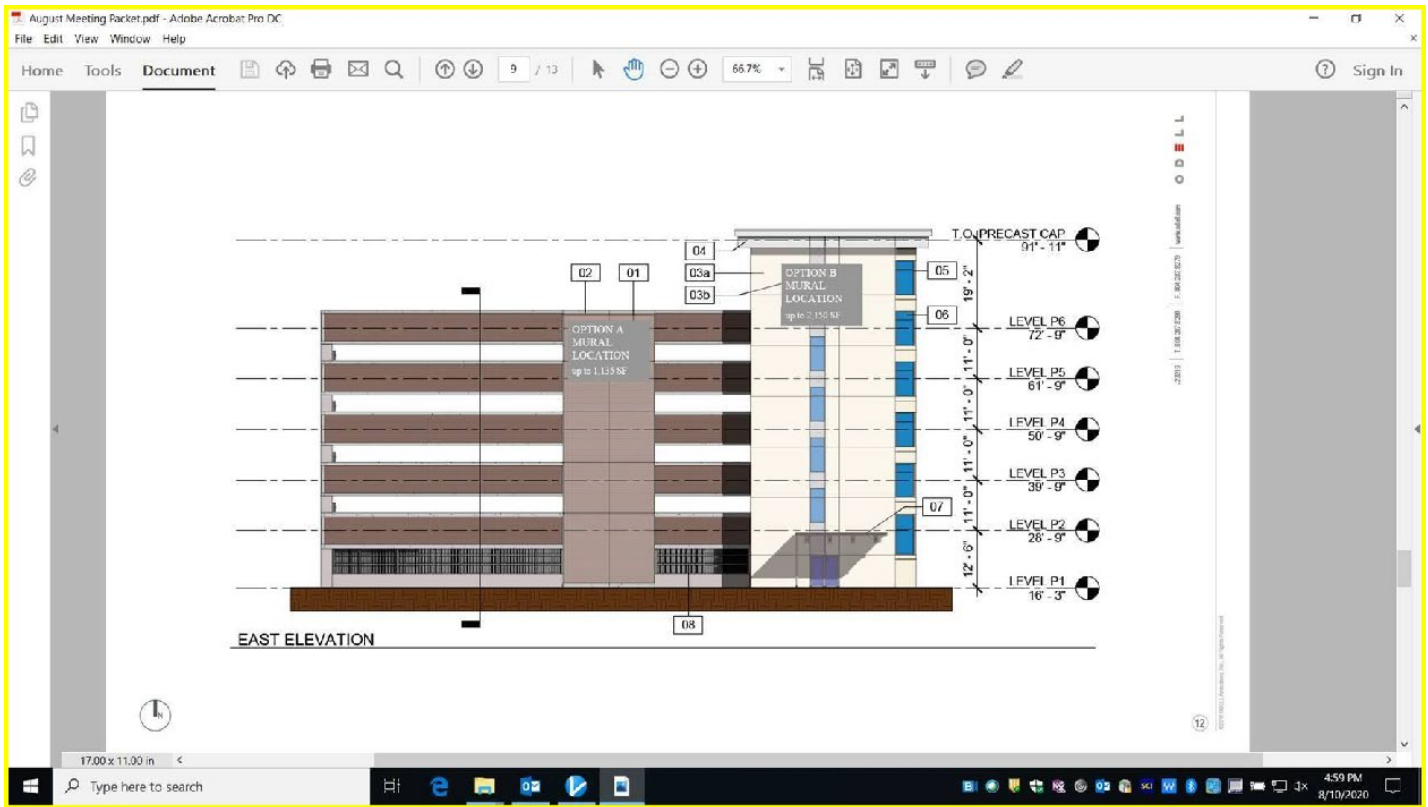 August Meeting Packet.pdf - Adobe Acrobat Pro DC
File Edit View Window Help
Home Tools Document 9 / 13 66.7% Sign In
ODELL
T.O. PRECAST CAP
91' - 11"
04
02 01 03a OPTION B 05
MURAL
03b LOCATION
up to 2,150 SF
19' - 2"
06
OPTION A
MURAL
LOCATION
up to 1,135 SF
LEVEL P6
72' - 9"
11' - 0"
LEVEL P5
61' - 9"
11' - 0"
LEVEL P4
50' - 9"
11' - 0"
LEVEL P3
39' - 9"
11' - 0"
07
LEVEL P2
28' - 9"
12' - 6"
LEVEL P1
16' - 3"
08
EAST ELEVATION
N
12
17.00 x 11.00 in
Type here to search
4:59 PM
8/10/2020